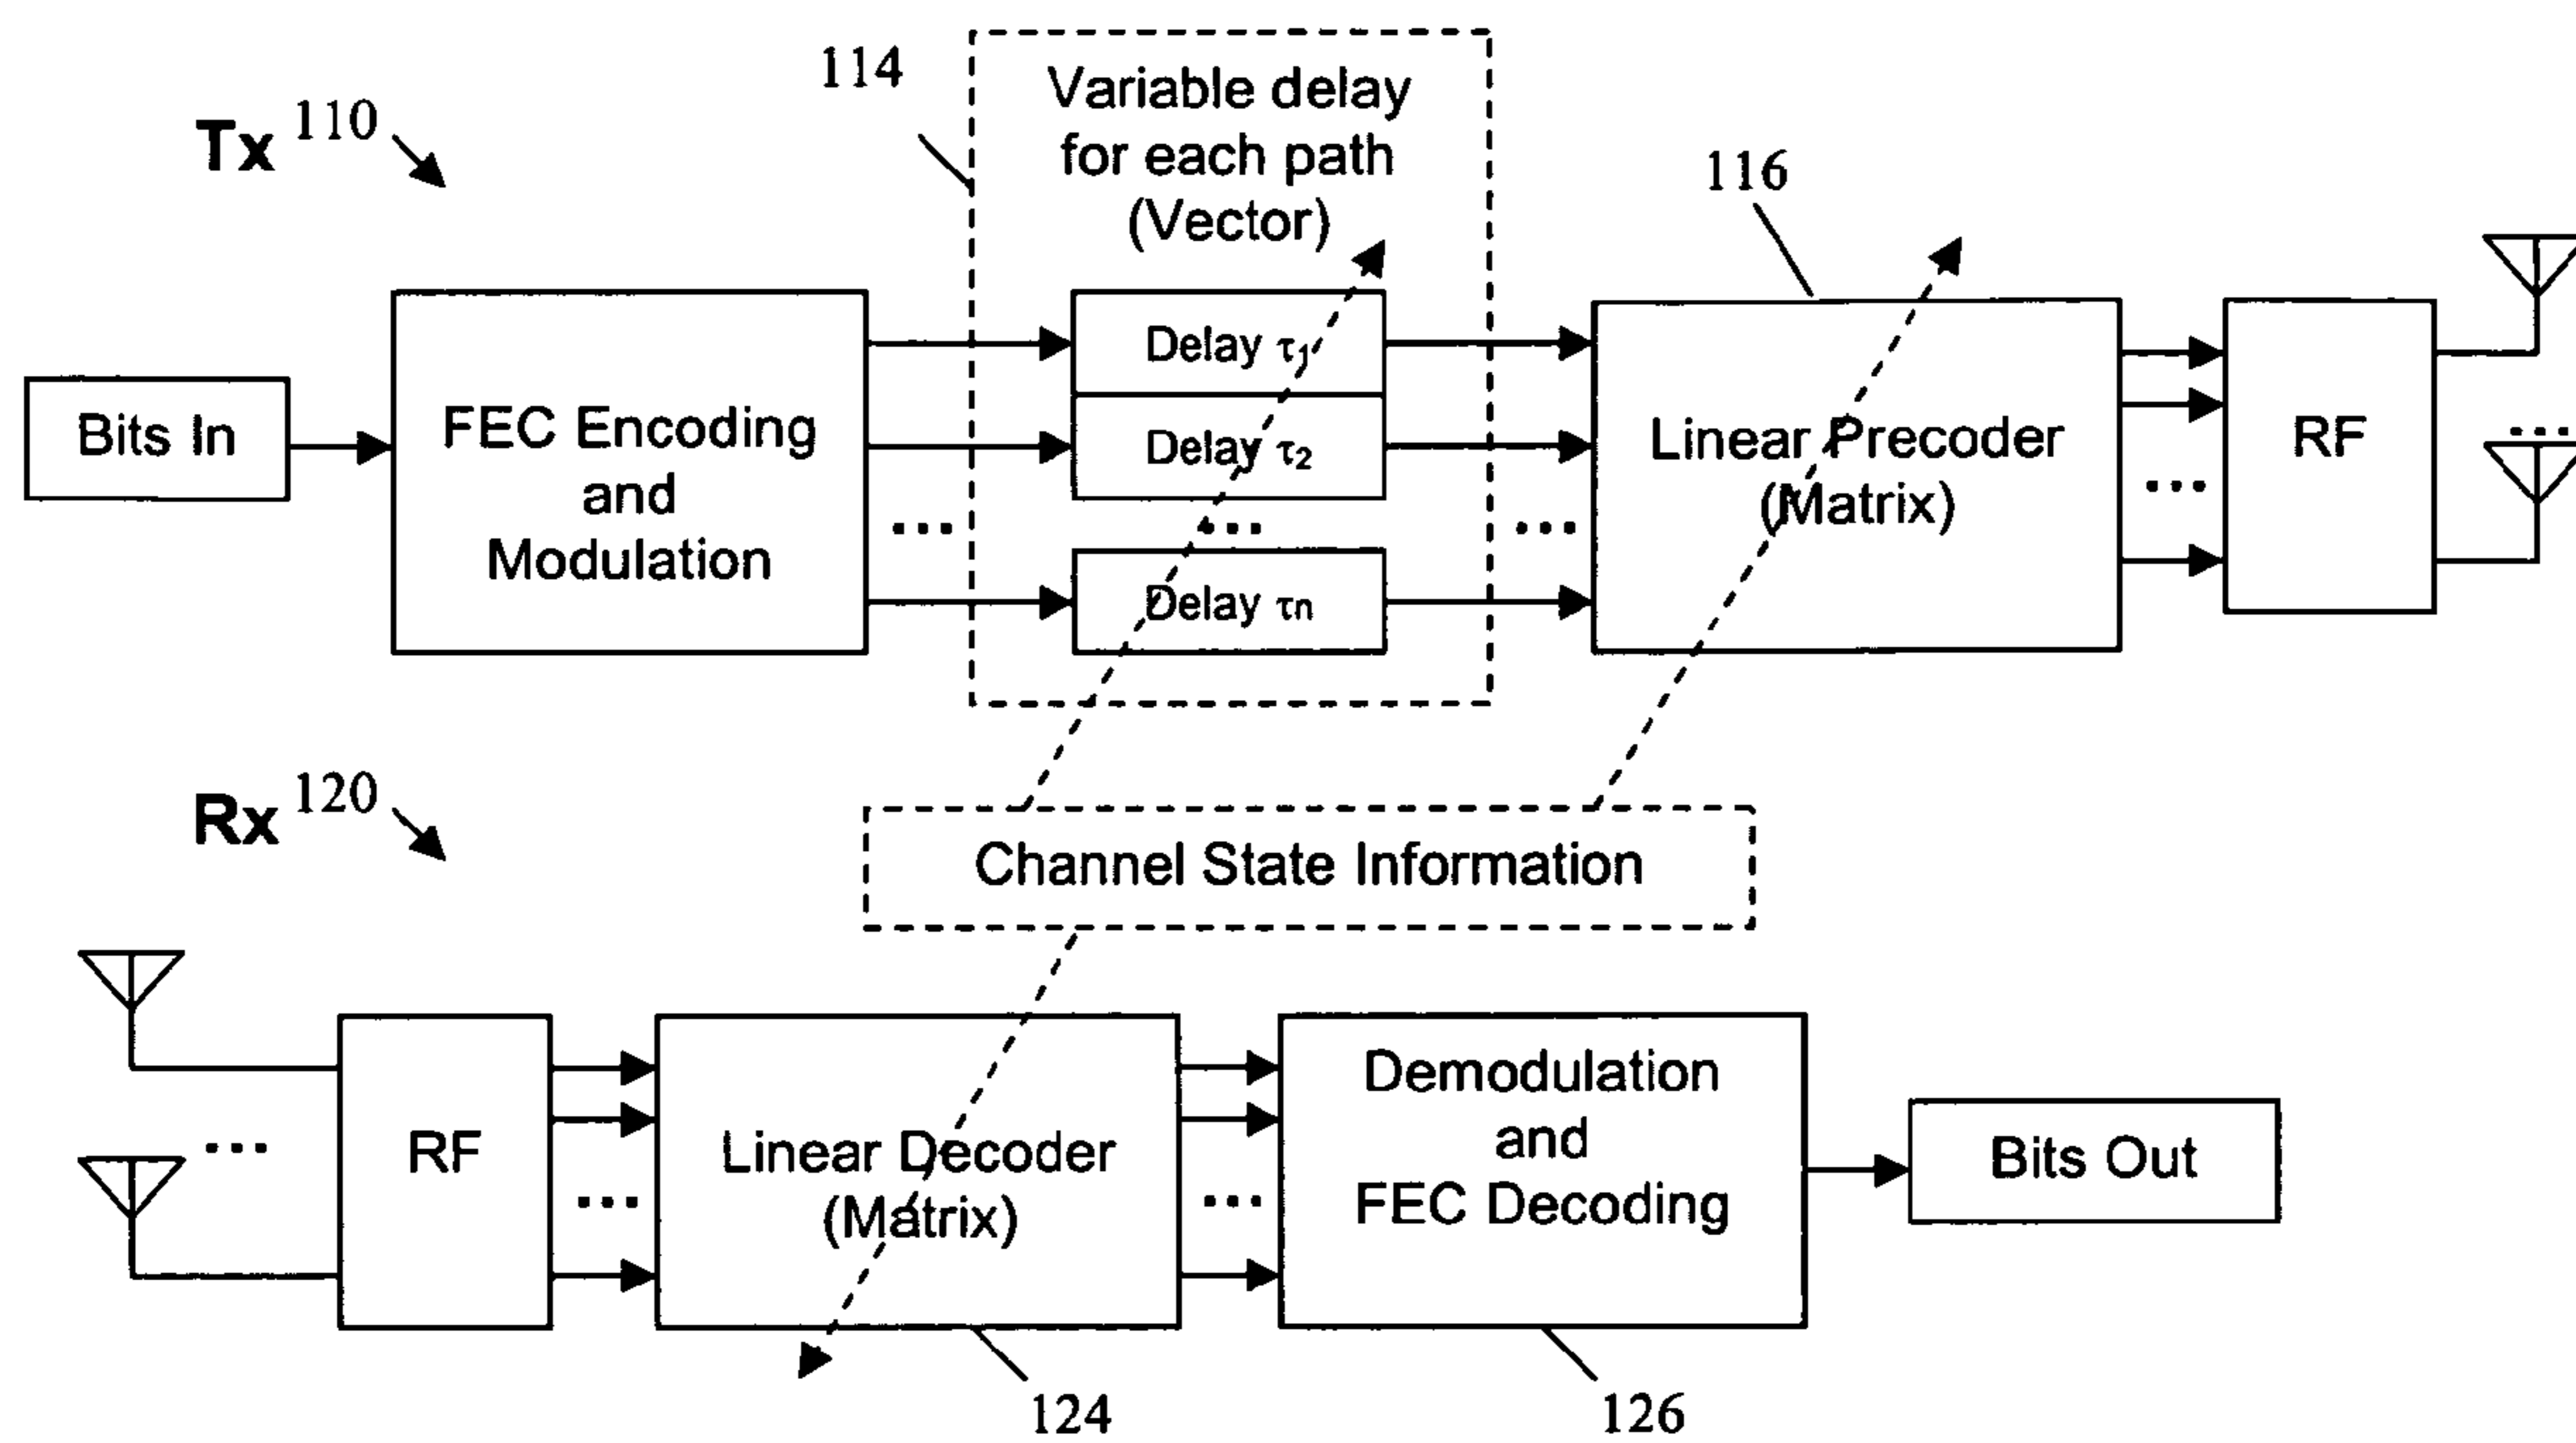 Tx 110
114
Variable delay
for each path
(Vector)
116
Bits In
FEC Encoding
and
Modulation
...
Delay τ1
Delay τ2
...
Delay τn
...
Linear Precoder
(Matrix)
...
RF
...
Rx 120
Channel State Information
...
RF
...
Linear Decoder
(Matrix)
124
...
Demodulation
and
FEC Decoding
126
Bits Out